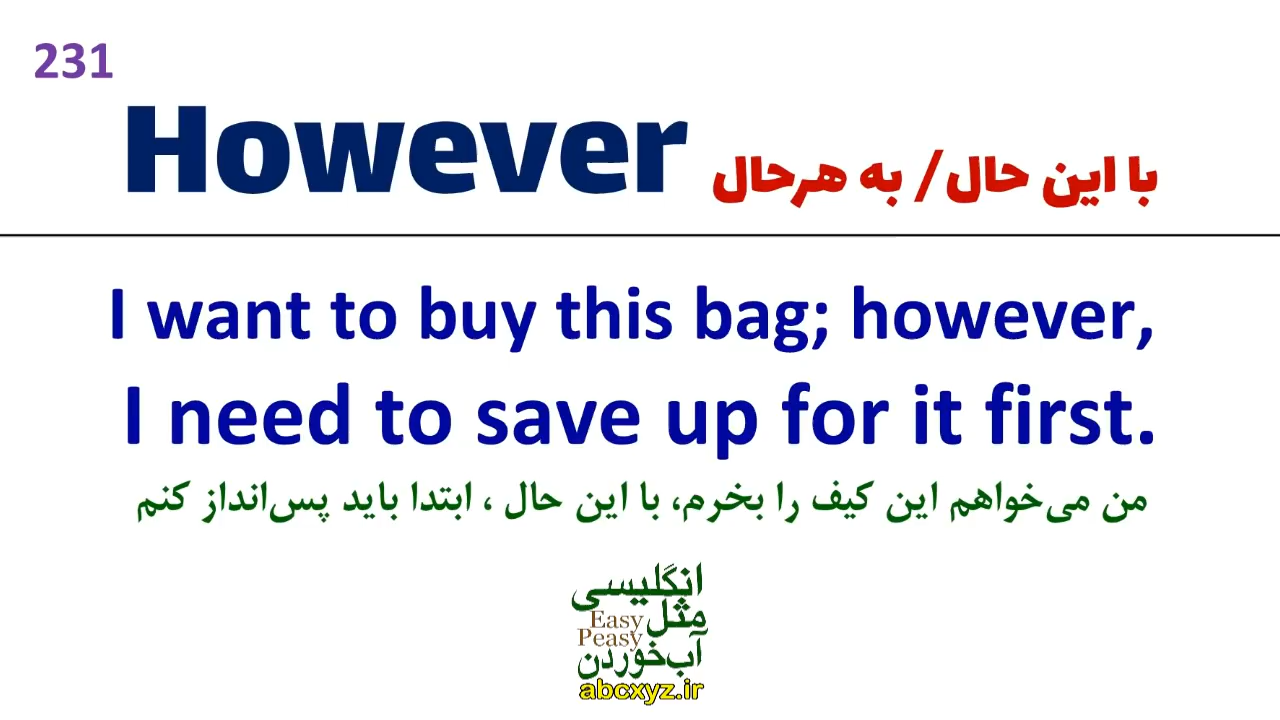 231
However با این حال/ به هرحال
I want to buy this bag; however,
I need to save up for it first.
من می‌خواهم این کیف را بخرم، با این حال ، ابتدا باید پس‌انداز کنم
انگلیسی
مثل Easy
Peasy
آب‌خوردن
abcxyz.ir